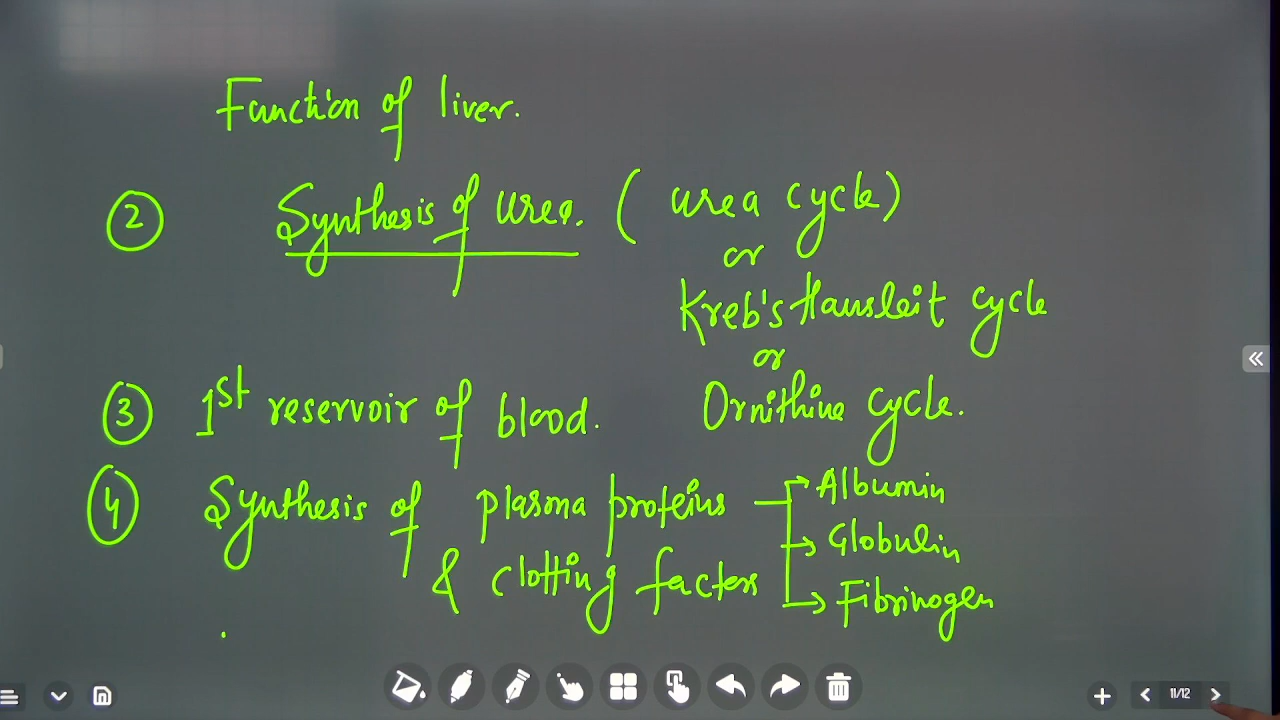 Function of liver.
② Synthesis of urea. ( urea cycle)
or
Kreb's Hausleit cycle
or
③ 1st reservoir of blood. Ornithine cycle.
④ Synthesis of plasma proteins → Albumin
→ Globulin
& clotting factors → Fibrinogen
11/12